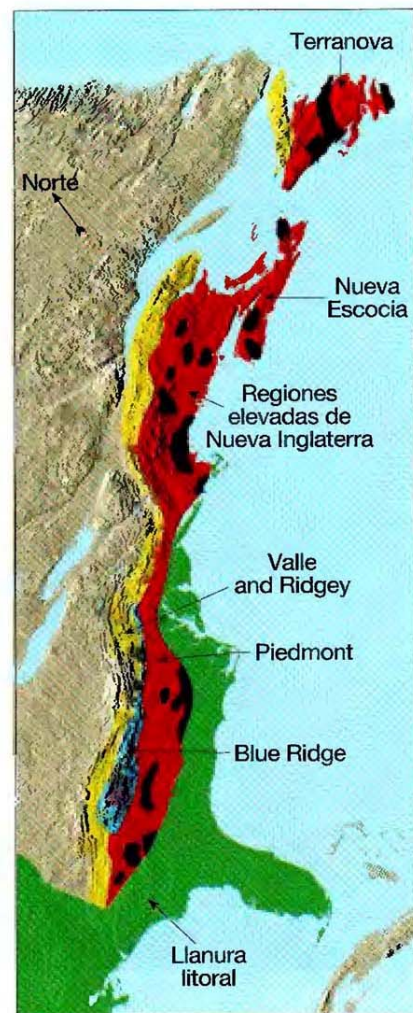 Terranova
Norte
Nueva
Escocia
Regiones
elevadas de
Nueva Inglaterra
Valle
and Ridgey
Piedmont
Blue Ridge
Llanura
litoral